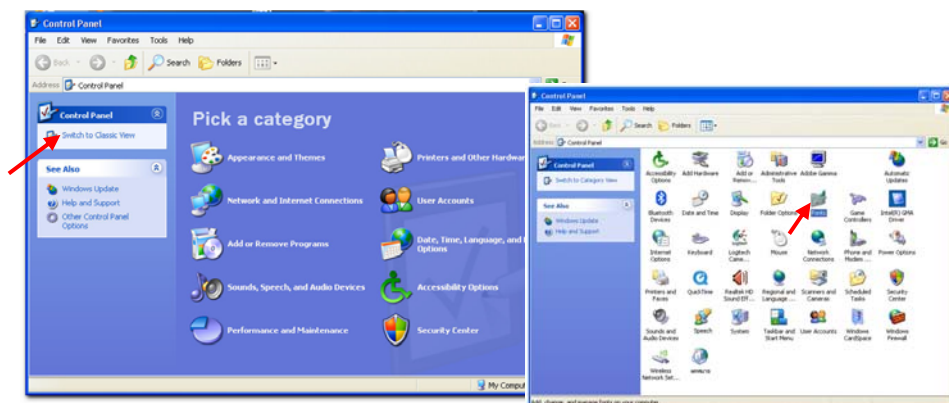 Control Panel
File Edit View Favorites Tools Help
Back Search Folders
Address Control Panel
Control Panel
Switch to Classic View
See Also
Windows Update
Help and Support
Other Control Panel
Options
Pick a category
Appearance and Themes
Printers and Other Hardwar
Network and Internet Connections
User Accounts
Add or Remove Programs
Date, Time, Language, and
Options
Sounds, Speech, and Audio Devices
Accessibility Options
Performance and Maintenance
Security Center
My Comput
Control Panel
File Edit View Favorites Tools Help
Back Search Folders
Address Control Panel Go
Control Panel
Switch to Category View
See Also
Windows Update
Help and Support
Accessibility
Options
Add Hardware
Add or
Remov...
Administrative
Tools
Adobe Gamma
Automatic
Updates
Bluetooth
Devices
Date and Time
Display
Folder Options
Fonts
Game
Controllers
Intel(R) GMA
Driver
Internet
Options
Keyboard
Logitech
Came...
Mouse
Network
Connections
Phone and
Modem ...
Power Options
Printers and
Faxes
QuickTime
Realtek HD
Sound Eff...
Regional and
Language ...
Scanners and
Cameras
Scheduled
Tasks
Security
Center
Sounds and
Audio Devices
Speech
System
Taskbar and
Start Menu
User Accounts
Windows
CardSpace
Windows
Firewall
Wireless
Network Set...
Add, change, and manage fonts on your computer.